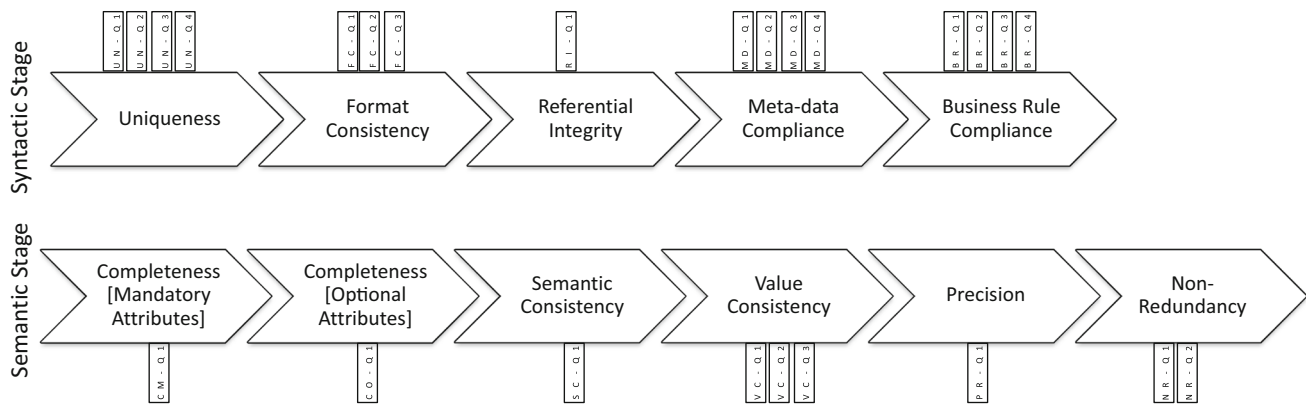 Syntactic Stage
UN-Q1
UN-Q2
UN-Q3
UN-Q4
Uniqueness
FC-Q1
FC-Q2
FC-Q3
Format
Consistency
RI-Q1
Referential
Integrity
MD-Q1
MD-Q2
MD-Q3
MD-Q4
Meta-data
Compliance
BR-Q1
BR-Q2
BR-Q3
BR-Q4
Business Rule
Compliance
Semantic Stage
Completeness
[Mandatory
Attributes]
CM-Q1
Completeness
[Optional
Attributes]
CO-Q1
Semantic
Consistency
SC-Q1
Value
Consistency
VC-Q1
VC-Q2
VC-Q3
Precision
PR-Q1
Non-
Redundancy
NR-Q1
NR-Q2